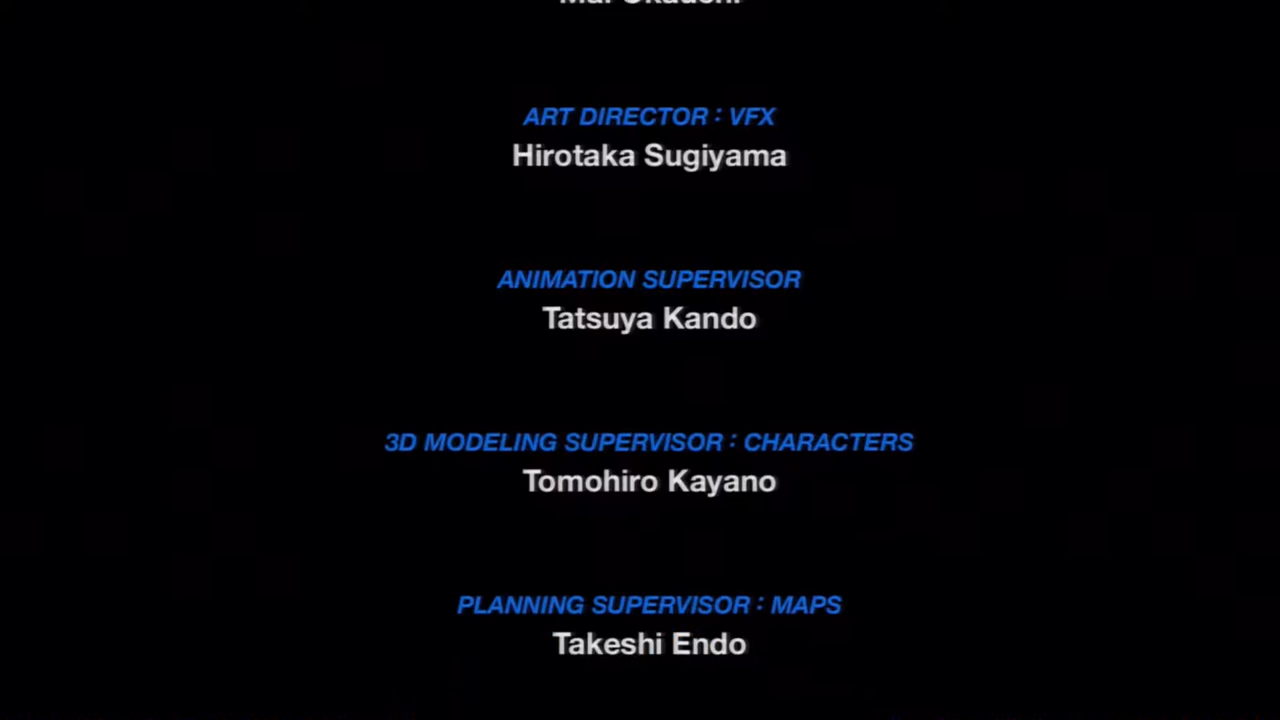 ART DIRECTOR : VFX
Hirotaka Sugiyama
ANIMATION SUPERVISOR
Tatsuya Kando
3D MODELING SUPERVISOR : CHARACTERS
Tomohiro Kayano
PLANNING SUPERVISOR : MAPS
Takeshi Endo